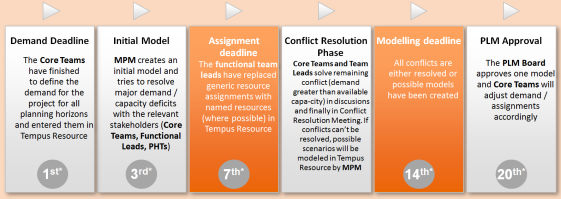 Demand Deadline
The Core Teams
have finished
to define the
demand for the
project for all
planning horizons
and entered them in
Tempus Resource
1st*
Initial Model
MPM creates an
initial model and
tries to resolve
major demand /
capacity deficits
with the relevant
stakeholders (Core
Teams, Functional
Leads, PHTs)
3rd*
Assignment
deadline
The functional team
leads have replaced
generic resource
assignments with
named resources
(where possible) in
Tempus Resource
7th*
Conflict Resolution
Phase
Core Teams and Team
Leads solve remaining
conflict (demand
greater than available
capa-city) in discusions
and finally in Conflict
Resolution Meeting. If
conflicts can't be
resolved, possible
scenarios will be
modeled in Tempus
Resource by MPM
Modelling deadline
All conflicts are
either resolved or
possible models
have been created
14th*
PLM Approval
The PLM Board
approves one model
and Core Teams will
adjust demand /
assignments
accordingly
20th*